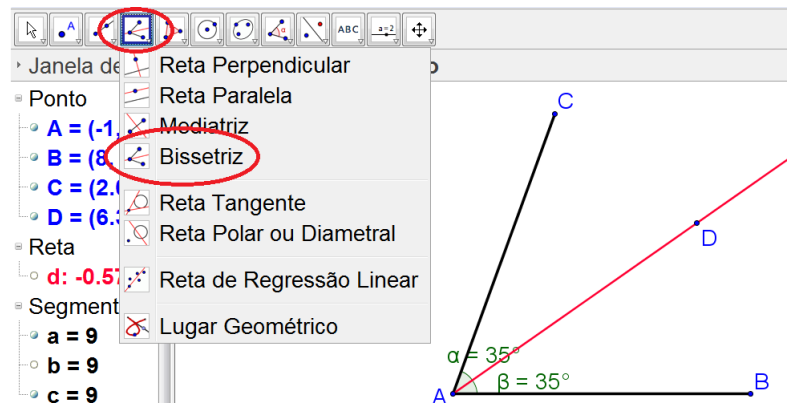 A
α
ABC
a=2
Janela de
o
Reta Perpendicular
Ponto
Reta Paralela
A = (-1,
Mediatriz
B = (8,
Bissetriz
C = (2.
D = (6.3
Reta Tangente
Reta
Reta Polar ou Diametral
d: -0.57
Reta de Regressão Linear
Segment
a = 9
Lugar Geométrico
b = 9
c = 9
C
D
α = 35°
β = 35°
A
B